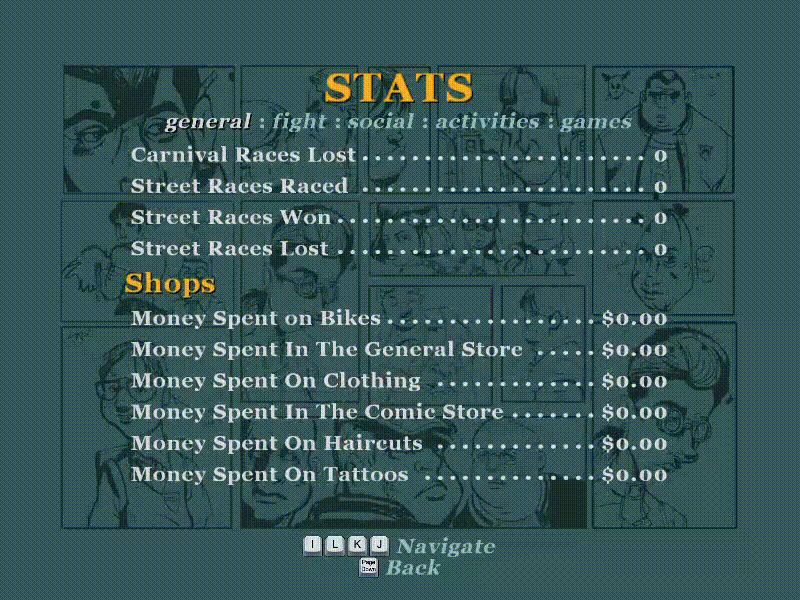 STATS
general : fight : social : activities : games
Carnival Races Lost ........................ 0
Street Races Raced ........................ 0
Street Races Won ........................ 0
Street Races Lost ........................ 0
Shops
Money Spent on Bikes ................. $0.00
Money Spent In The General Store ..... $0.00
Money Spent On Clothing ............. $0.00
Money Spent In The Comic Store ....... $0.00
Money Spent On Haircuts ............. $0.00
Money Spent On Tattoos .............. $0.00
I L K J Navigate
Page Down Back